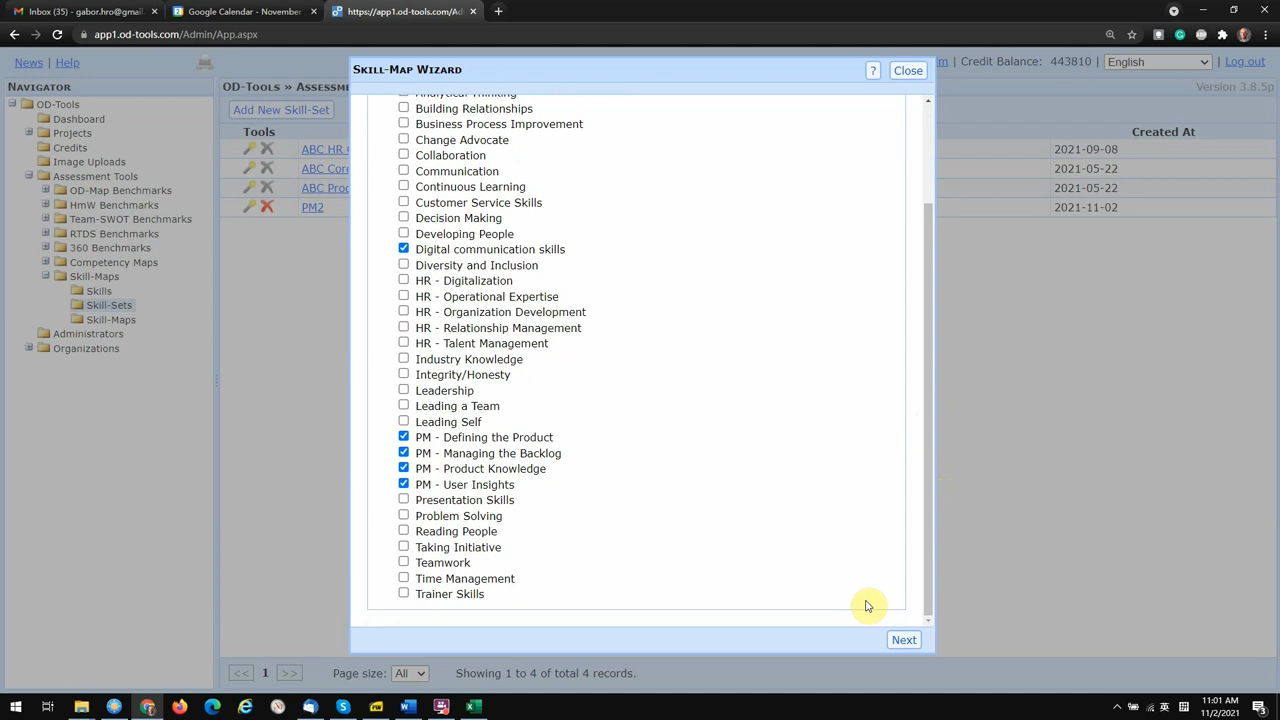 Inbox (35) - gabor.hro@gmail
Google Calendar - November
https://app1.od-tools.com/Ad
app1.od-tools.com/Admin/App.aspx
News | Help
Credit Balance: 443810
English
Log out
NAVIGATOR
OD-TOOLS » ASSESSM
Version 3.8.5p
OD-Tools
Dashboard
Projects
Credits
Image Uploads
Assessment Tools
OD-Map Benchmarks
HmW Benchmarks
Team-SWOT Benchmarks
RTDS Benchmarks
360 Benchmarks
Competency Maps
Skill-Maps
Skills
Skill-Sets
Skill-Maps
Administrators
Organizations
Add New Skill-Set
Tools
Created At
ABC HR
2021-09-08
ABC Cor
2021-05-22
ABC Proc
2021-05-22
PM2
2021-11-02
SKILL-MAP WIZARD
?
Close
Analytical Thinking
Building Relationships
Business Process Improvement
Change Advocate
Collaboration
Communication
Continuous Learning
Customer Service Skills
Decision Making
Developing People
Digital communication skills
Diversity and Inclusion
HR - Digitalization
HR - Operational Expertise
HR - Organization Development
HR - Relationship Management
HR - Talent Management
Industry Knowledge
Integrity/Honesty
Leadership
Leading a Team
Leading Self
PM - Defining the Product
PM - Managing the Backlog
PM - Product Knowledge
PM - User Insights
Presentation Skills
Problem Solving
Reading People
Taking Initiative
Teamwork
Time Management
Trainer Skills
Next
<< 1 >>
Page size: All
Showing 1 to 4 of total 4 records.
英
11:01 AM
11/2/2021